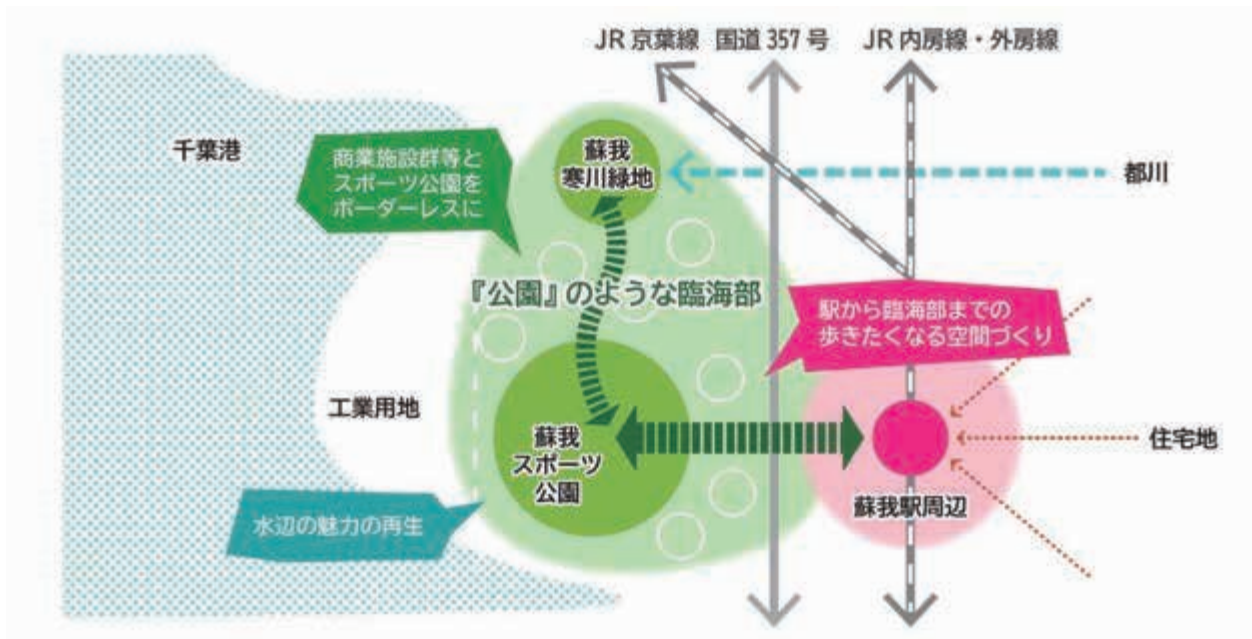 JR 京葉線 国道 357 号 JR 内房線・外房線
千葉港
商業施設群等と
スポーツ公園を
ボーダーレスに
蘇我
寒川緑地
都川
『公園』のような臨海部
駅から臨海部までの
歩きたくなる空間づくり
工業用地
蘇我
スポーツ
公園
住宅地
蘇我駅周辺
水辺の魅力の再生